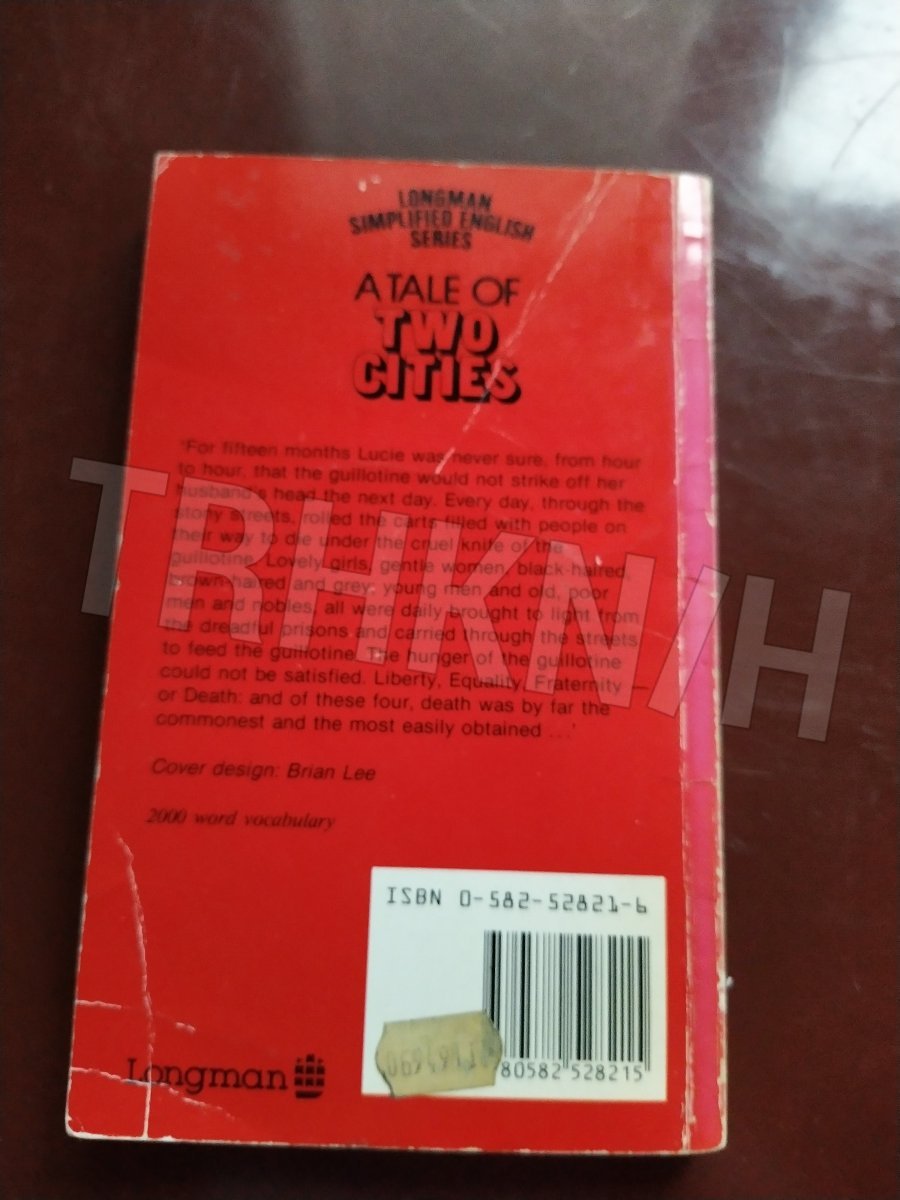 LONGMAN
SIMPLIFIED ENGLISH
SERIES
A TALE OF
TWO
CITIES
'For fifteen months Lucie was never sure, from hour
to hour, that the guillotine would not strike off her
husband's head the next day. Every day, through the
stony streets, rolled the carts filled with people on
their way to die under the cruel knife of the
guillotine. Lovely girls, gentle women, black-haired,
brown-haired and grey; young men and old, poor
men and nobles, all were daily brought to light from
the dreadful prisons and carried through the streets
to feed the guillotine. The hunger of the guillotine
could not be satisfied. Liberty, Equality, Fraternity —
or Death: and of these four, death was by far the
commonest and the most easily obtained ...'
TRHKN/H
Cover design: Brian Lee
2000 word vocabulary
ISBN 0-582-52821-6
80582 528215
Longman